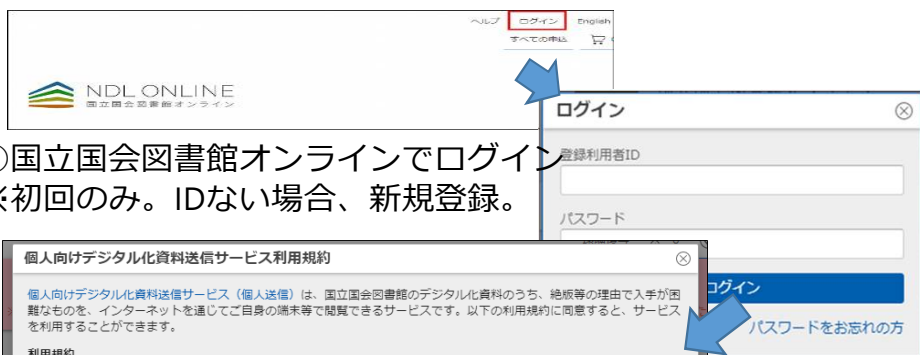 ヘルプ ログイン English
すべての申込
NDL ONLINE
国立国会図書館オンライン
ログイン
登録利用者ID
国立国会図書館オンラインでログイン
※初回のみ。IDない場合、新規登録。
パスワード
ログイン
パスワードをお忘れの方
個人向けデジタル化資料送信サービス利用規約
個人向けデジタル化資料送信サービス（個人送信）は、国立国会図書館のデジタル化資料のうち、絶版等の理由で入手が困
難なものを、インターネットを通じてご自身の端末等で閲覧できるサービスです。以下の利用規約に同意すると、サービス
を利用することができます。
利用規約